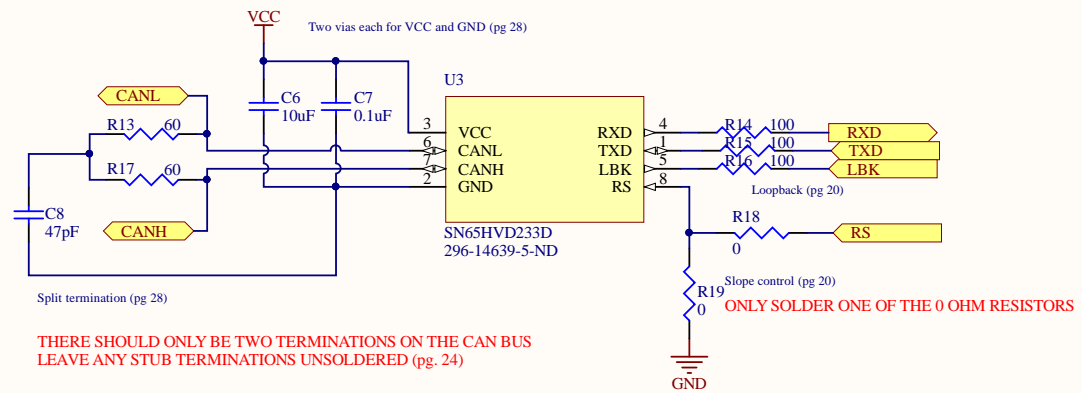 VCC
Two vias each for VCC and GND (pg 28)
U3
CANL
C6
10uF
C7
0.1uF
R13
60
R17
60
3
VCC
6
CANL
7
CANH
2
GND
RXD
4
TXD
1
LBK
5
RS
8
R14
100
RXD
R15
100
TXD
R16
100
LBK
Loopback (pg 20)
C8
47pF
CANH
SN65HVD233D
296-14639-5-ND
R18
0
RS
Split termination (pg 28)
Slope control (pg 20)
R19
0
ONLY SOLDER ONE OF THE 0 OHM RESISTORS
THERE SHOULD ONLY BE TWO TERMINATIONS ON THE CAN BUS
LEAVE ANY STUB TERMINATIONS UNSOLDERED (pg. 24)
GND